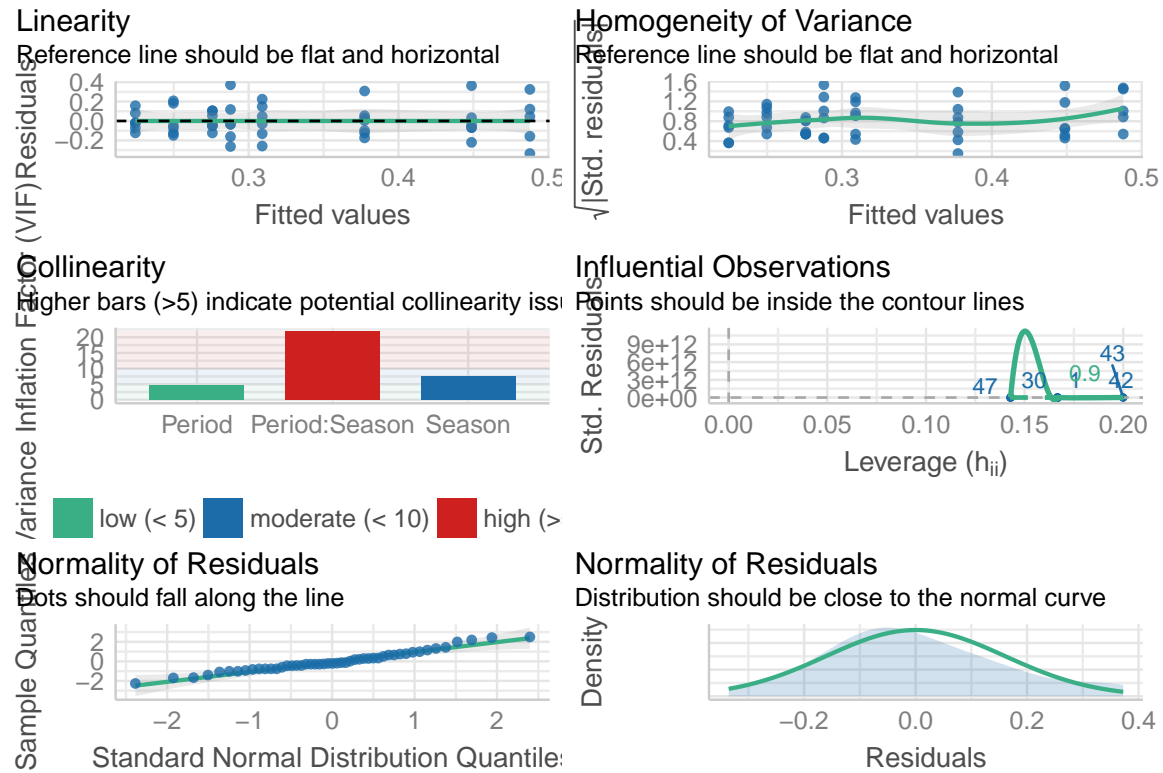 Linearity
Reference line should be flat and horizontal
Residuals
0.4
0.2
0.0
−0.2
0.3
0.4
0.5
Fitted values
Homogeneity of Variance
Reference line should be flat and horizontal
√|Std. residuals|
1.6
1.2
0.8
0.4
0.3
0.4
0.5
Fitted values
Collinearity
Higher bars (>5) indicate potential collinearity issu
Variance Inflation Factor (VIF)
20
15
10
5
0
Period
Period:Season
Season
low (< 5)
moderate (< 10)
high (>
Influential Observations
Points should be inside the contour lines
Std. Residuals
9e+12
6e+12
3e+12
0e+00
47
30
1
0.9
43
42
0.00
0.05
0.10
0.15
0.20
Leverage (hii)
Normality of Residuals
Dots should fall along the line
Sample Quantiles
2
0
−2
−2
−1
0
1
2
Standard Normal Distribution Quantiles
Normality of Residuals
Distribution should be close to the normal curve
Density
−0.2
0.0
0.2
0.4
Residuals